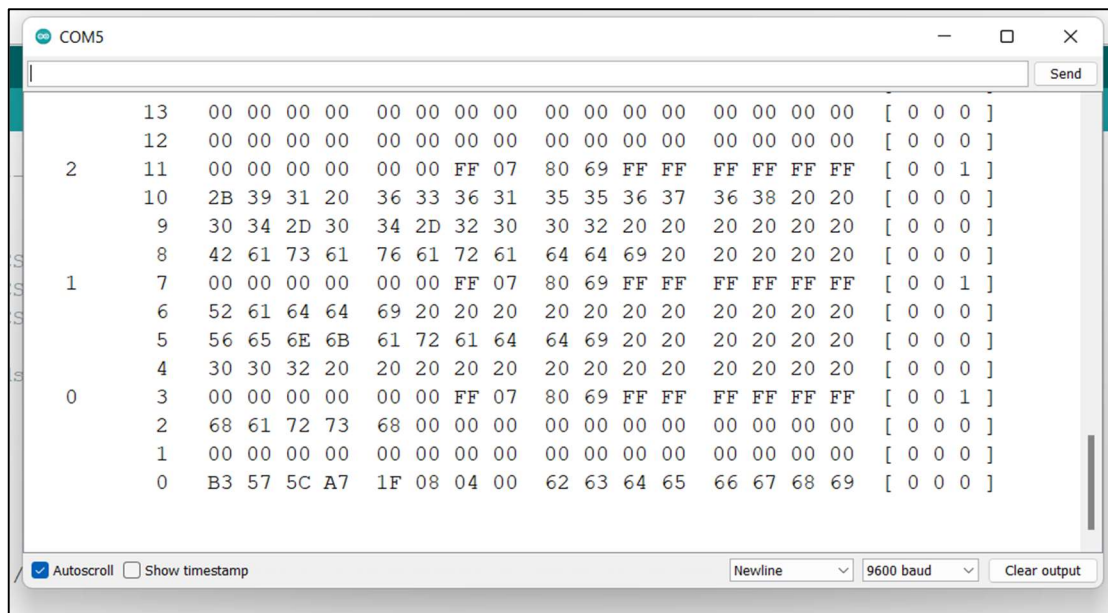 COM5
Send
13 00 00 00 00 00 00 00 00 00 00 00 00 00 00 00 00 [ 0 0 0 ]
12 00 00 00 00 00 00 00 00 00 00 00 00 00 00 00 00 [ 0 0 0 ]
2 11 00 00 00 00 00 00 FF 07 80 69 FF FF FF FF FF FF [ 0 0 1 ]
10 2B 39 31 20 36 33 36 31 35 35 36 37 36 38 20 20 [ 0 0 0 ]
9 30 34 2D 30 34 2D 32 30 30 32 20 20 20 20 20 20 [ 0 0 0 ]
8 42 61 73 61 76 61 72 61 64 64 69 20 20 20 20 20 [ 0 0 0 ]
1 7 00 00 00 00 00 00 FF 07 80 69 FF FF FF FF FF FF [ 0 0 1 ]
6 52 61 64 64 69 20 20 20 20 20 20 20 20 20 20 20 [ 0 0 0 ]
5 56 65 6E 6B 61 72 61 64 64 69 20 20 20 20 20 20 [ 0 0 0 ]
4 30 30 32 20 20 20 20 20 20 20 20 20 20 20 20 20 [ 0 0 0 ]
0 3 00 00 00 00 00 00 FF 07 80 69 FF FF FF FF FF FF [ 0 0 1 ]
2 68 61 72 73 68 00 00 00 00 00 00 00 00 00 00 00 [ 0 0 0 ]
1 00 00 00 00 00 00 00 00 00 00 00 00 00 00 00 00 [ 0 0 0 ]
0 B3 57 5C A7 1F 08 04 00 62 63 64 65 66 67 68 69 [ 0 0 0 ]
Autoscroll Show timestamp Newline 9600 baud Clear output